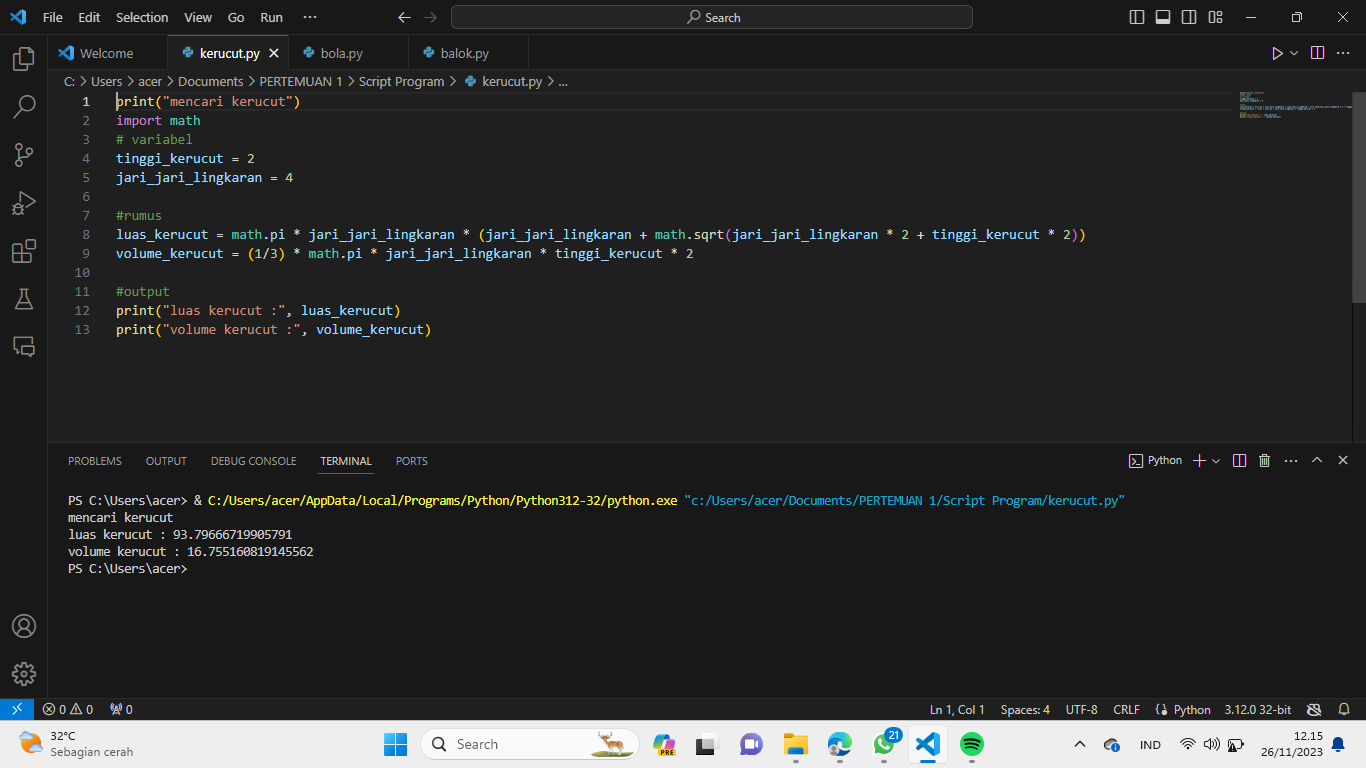 File Edit Selection View Go Run ··· Search
Welcome kerucut.py bola.py balok.py
C: > Users > acer > Documents > PERTEMUAN 1 > Script Program > kerucut.py > ...
1 print("mencari kerucut")
2 import math
3 # variabel
4 tinggi_kerucut = 2
5 jari_jari_lingkaran = 4
6
7 #rumus
8 luas_kerucut = math.pi * jari_jari_lingkaran * (jari_jari_lingkaran + math.sqrt(jari_jari_lingkaran * 2 + tinggi_kerucut * 2))
9 volume_kerucut = (1/3) * math.pi * jari_jari_lingkaran * tinggi_kerucut * 2
10
11 #output
12 print("luas kerucut :", luas_kerucut)
13 print("volume kerucut :", volume_kerucut)
PROBLEMS OUTPUT DEBUG CONSOLE TERMINAL PORTS Python
PS C:\Users\acer> & C:/Users/acer/AppData/Local/Programs/Python/Python312-32/python.exe "c:/Users/acer/Documents/PERTEMUAN 1/Script Program/kerucut.py"
mencari kerucut
luas kerucut : 93.79666719905791
volume kerucut : 16.755160819145562
PS C:\Users\acer>
0 0 0 Ln 1, Col 1 Spaces: 4 UTF-8 CRLF Python 3.12.0 32-bit
32°C
Sebagian cerah
Search
PRE
21
IND
12.15
26/11/2023